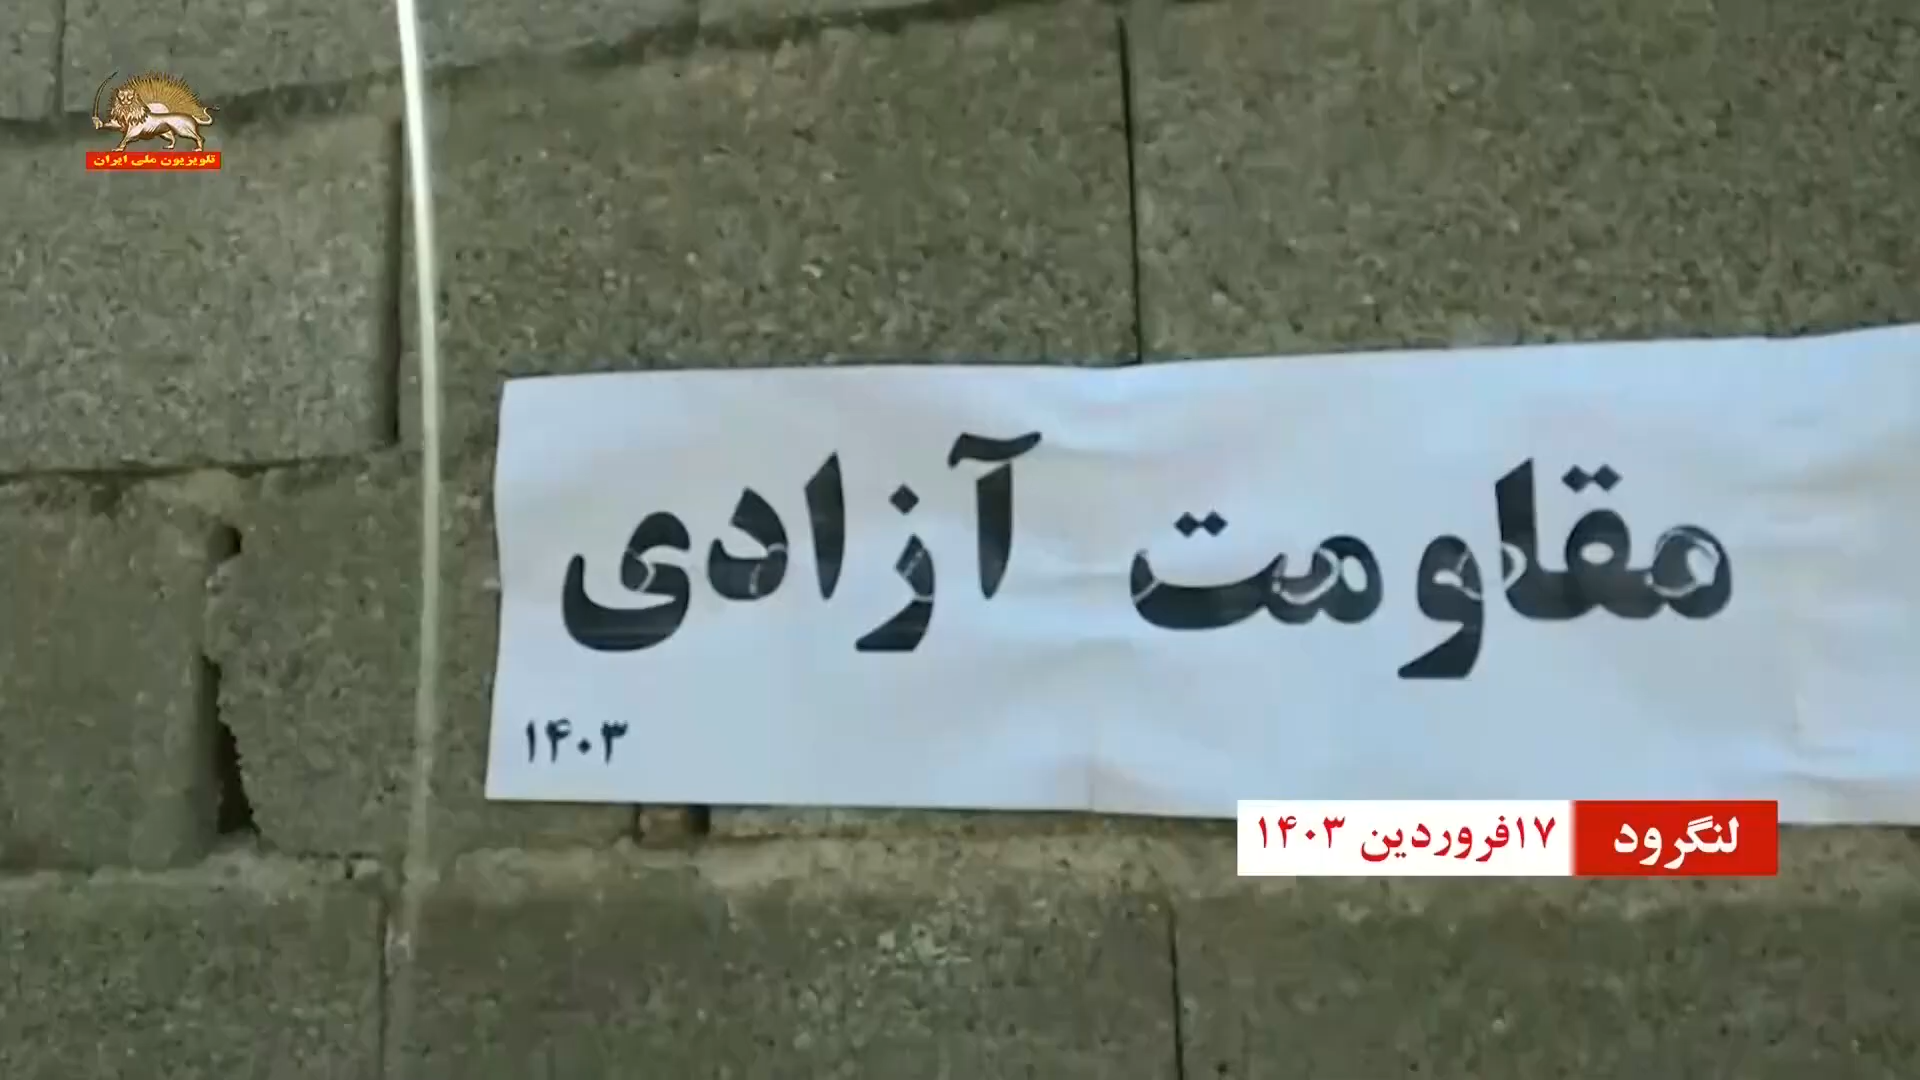 تلویزیون ملی ایران
مقاومت آزادی
۱۴۰۳
لنگرود ۱۷فروردین ۱۴۰۳